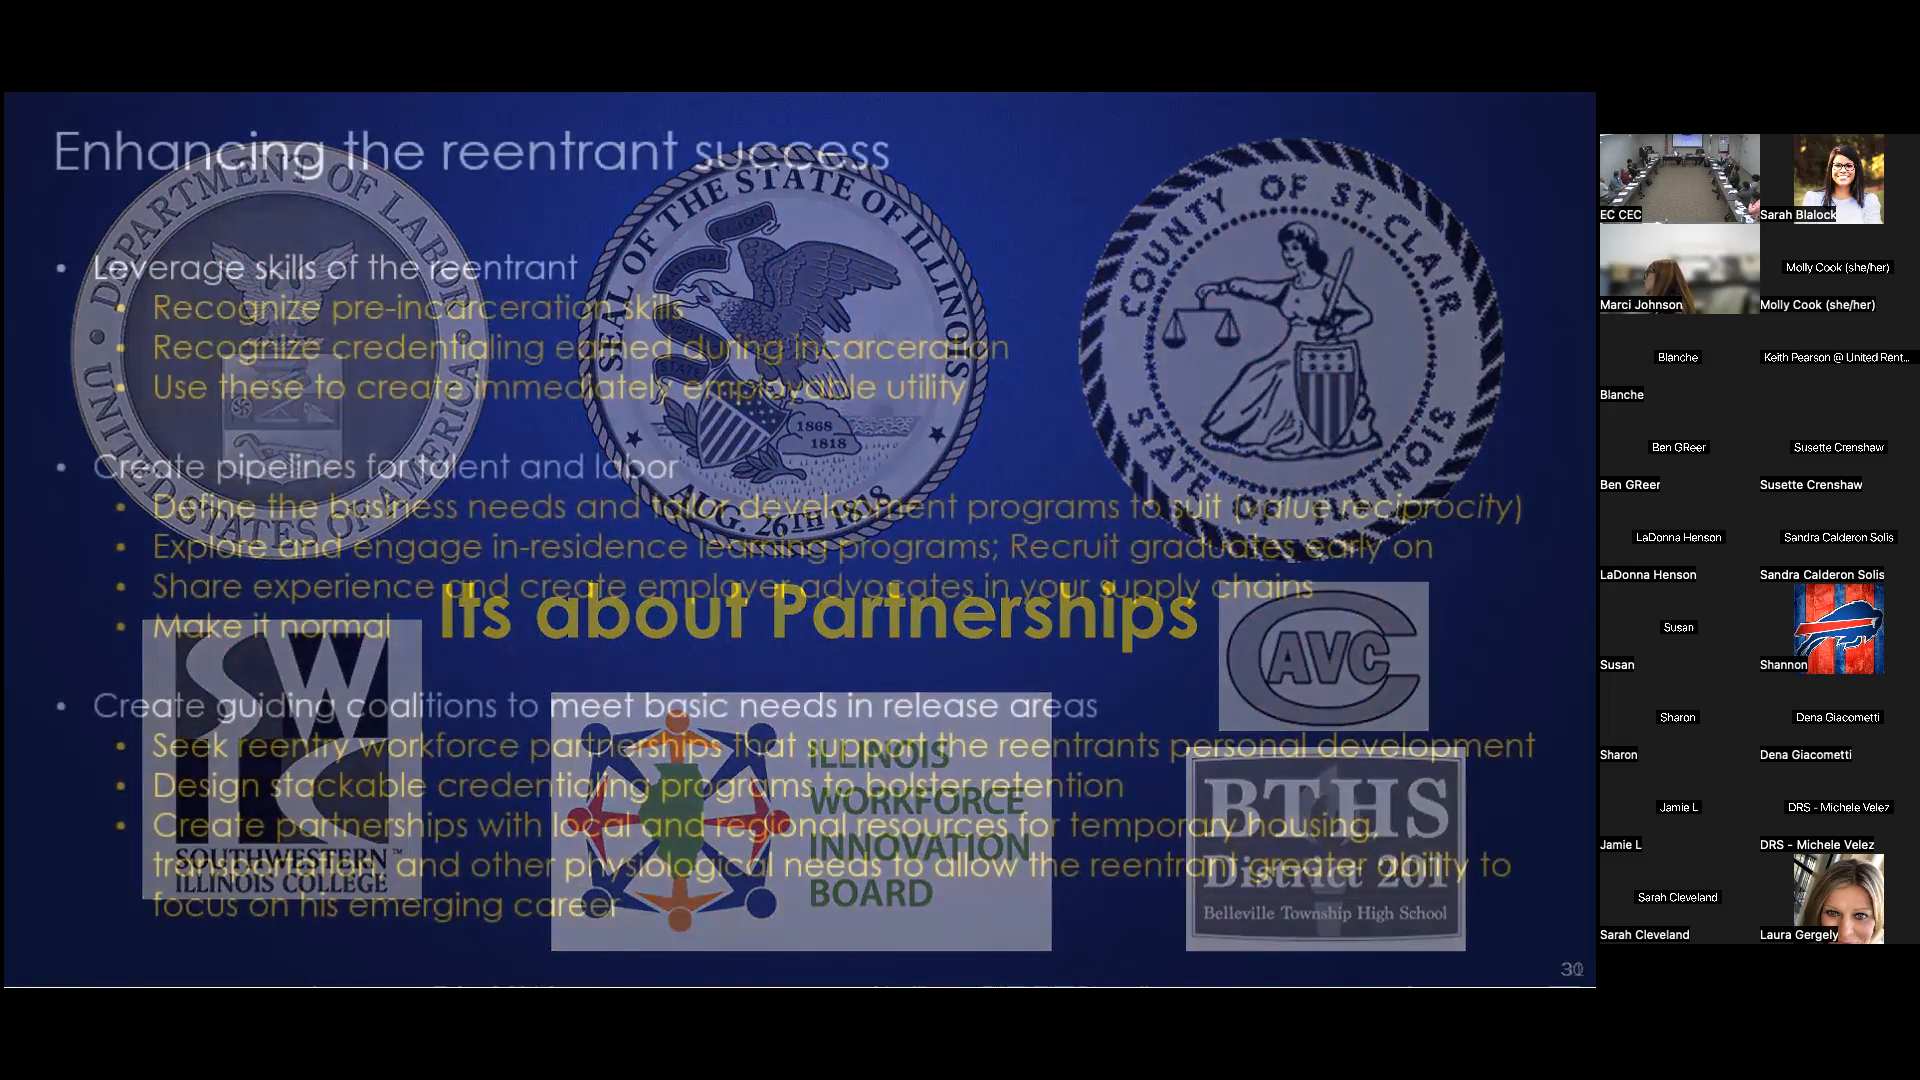 Enhancing the reentrant success
• Leverage skills of the reentrant
• Recognize pre-incarceration skills
• Recognize credentialing earned during incarceration
• Use these to create immediately employable utility
• Create pipelines for talent and labor
• Define the business needs and tailor development programs to suit (value reciprocity)
• Explore and engage in-residence learning programs; Recruit graduates early on
• Share experience and create employer advocates in your supply chains
• Make it normal
• Create guiding coalitions to meet basic needs in release areas
• Seek reentry workforce partnerships that support the reentrants personal development
• Design stackable credentialing programs to bolster retention
• Create partnerships with local and regional resources for temporary housing,
transportation, and other physiological needs to allow the reentrant greater ability to
focus on his emerging career
DEPARTMENT OF LABOR
UNITED STATES OF AMERICA
SEAL OF THE STATE OF ILLINOIS
NATIONAL
UNION
STATE
1868
1818
AUG. 26TH 1818
COUNTY OF ST. CLAIR
STATE OF ILLINOIS
Its about Partnerships
SW
IC
SOUTHWESTERN™
ILLINOIS COLLEGE
ILLINOIS
WORKFORCE
INNOVATION
BOARD
CAVC
BTHS
District 201
Belleville Township High School
EC CEC
Sarah Blalock
Marci Johnson
Molly Cook (she/her)
Molly Cook (she/her)
Blanche
Blanche
Keith Pearson @ United Rent...
Ben GReer
Ben GReer
Susette Crenshaw
Susette Crenshaw
LaDonna Henson
LaDonna Henson
Sandra Calderon Solis
Sandra Calderon Solis
Susan
Susan
Shannon
Sharon
Sharon
Dena Giacometti
Dena Giacometti
Jamie L
Jamie L
DRS - Michele Velez
DRS - Michele Velez
Sarah Cleveland
Sarah Cleveland
Laura Gergely